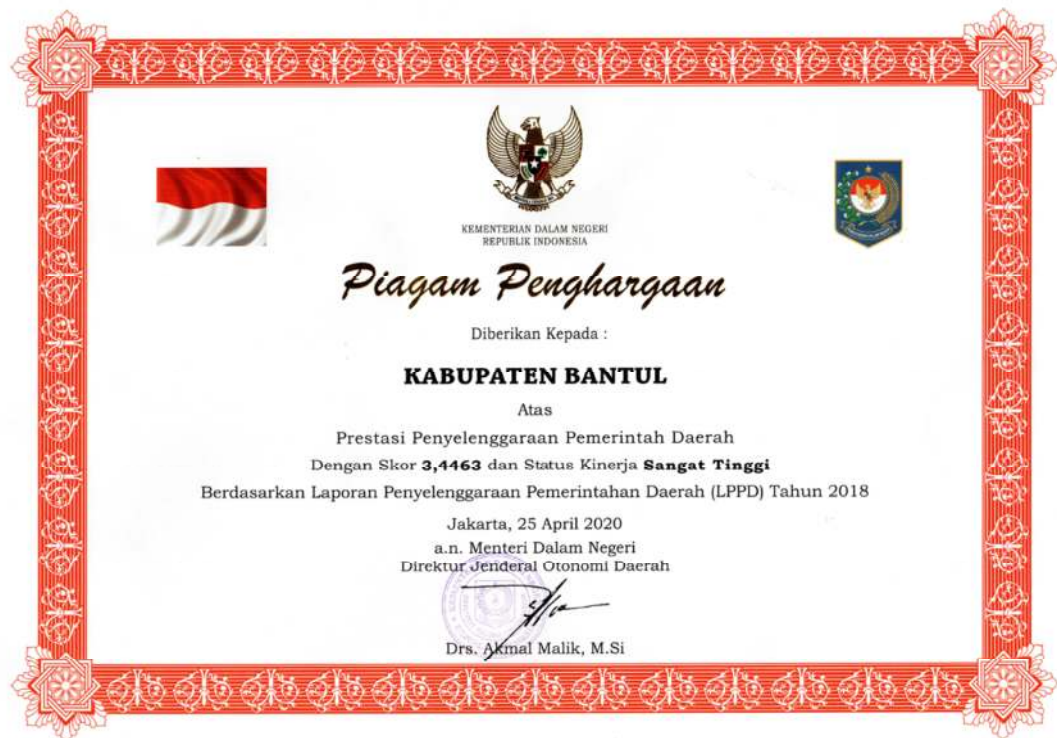 KEMENTERIAN DALAM NEGERI
REPUBLIK INDONESIA
Piagam Penghargaan
Diberikan Kepada :
KABUPATEN BANTUL
Atas
Prestasi Penyelenggaraan Pemerintah Daerah
Dengan Skor 3,4463 dan Status Kinerja Sangat Tinggi
Berdasarkan Laporan Penyelenggaraan Pemerintahan Daerah (LPPD) Tahun 2018
Jakarta, 25 April 2020
a.n. Menteri Dalam Negeri
Direktur Jenderal Otonomi Daerah
Drs. Akmal Malik, M.Si